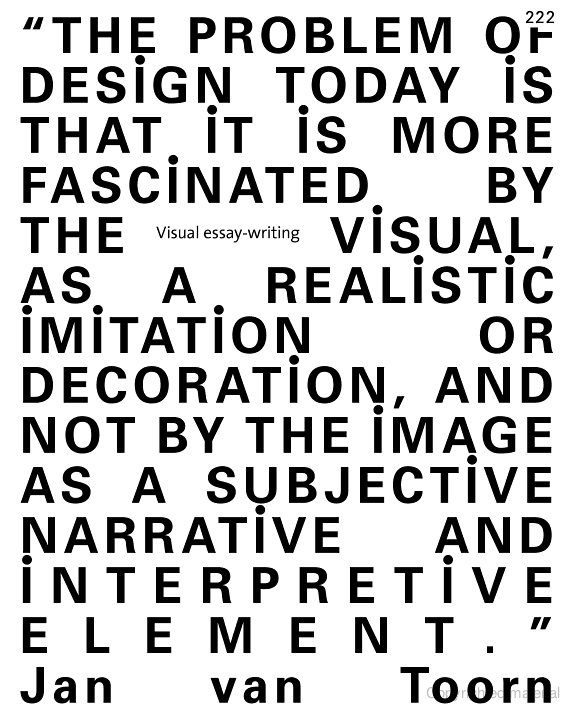 222
“THE PROBLEM OF
DESİGN TODAY İS
THAT İT İS MORE
FASCİNATED BY
THE VİSUAL,
Visual essay-writing
AS A REALİSTİC
İMİTATİON OR
DECORATİON, AND
NOT BY THE İMAGE
AS A SUBJECTİVE
NARRATİVE AND
İNTERPRETİVE
ELEMENT.”
Jan van Toorn
Copyrighted material